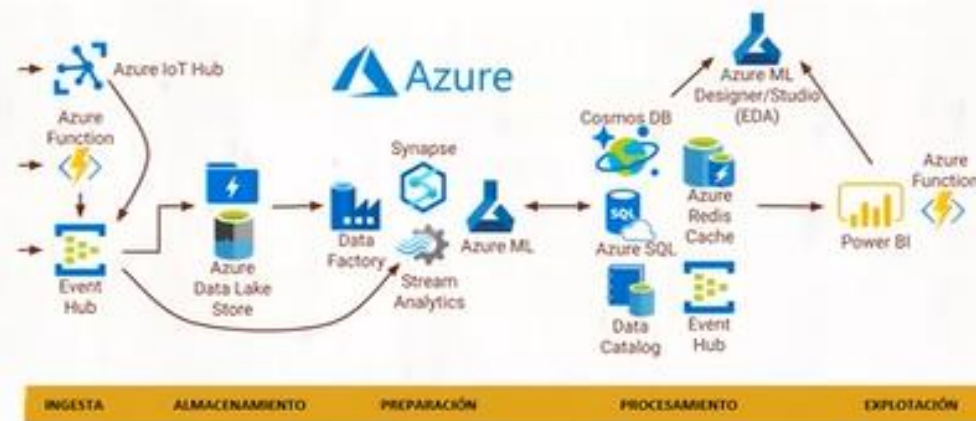 Azure IoT Hub
Azure
Function
Event
Hub
Azure
Data Lake
Store
Azure
Synapse
Data
Factory
Azure ML
Stream
Analytics
Cosmos DB
SQL
Azure SQL
Azure
Redis
Cache
Data
Catalog
Event
Hub
Azure ML
Designer/Studio
(EDA)
Power BI
Azure
Function
INGESTA
ALMACENAMIENTO
PREPARACIÓN
PROCESAMIENTO
EXPLOTACIÓN